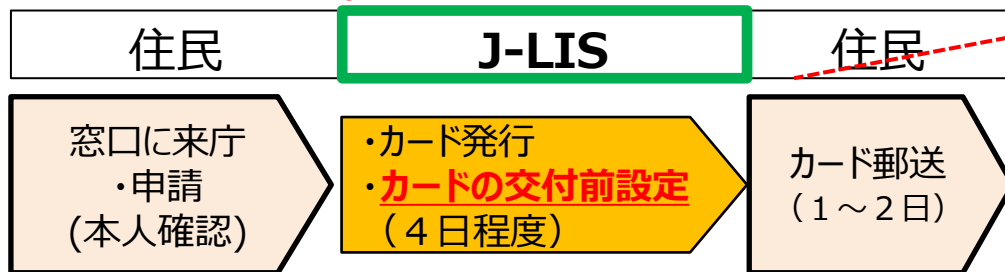 住民
J-LIS
住民
窓口に来庁
・申請
(本人確認)
・カード発行
・カードの交付前設定
（４日程度）
カード郵送
（１～２日）